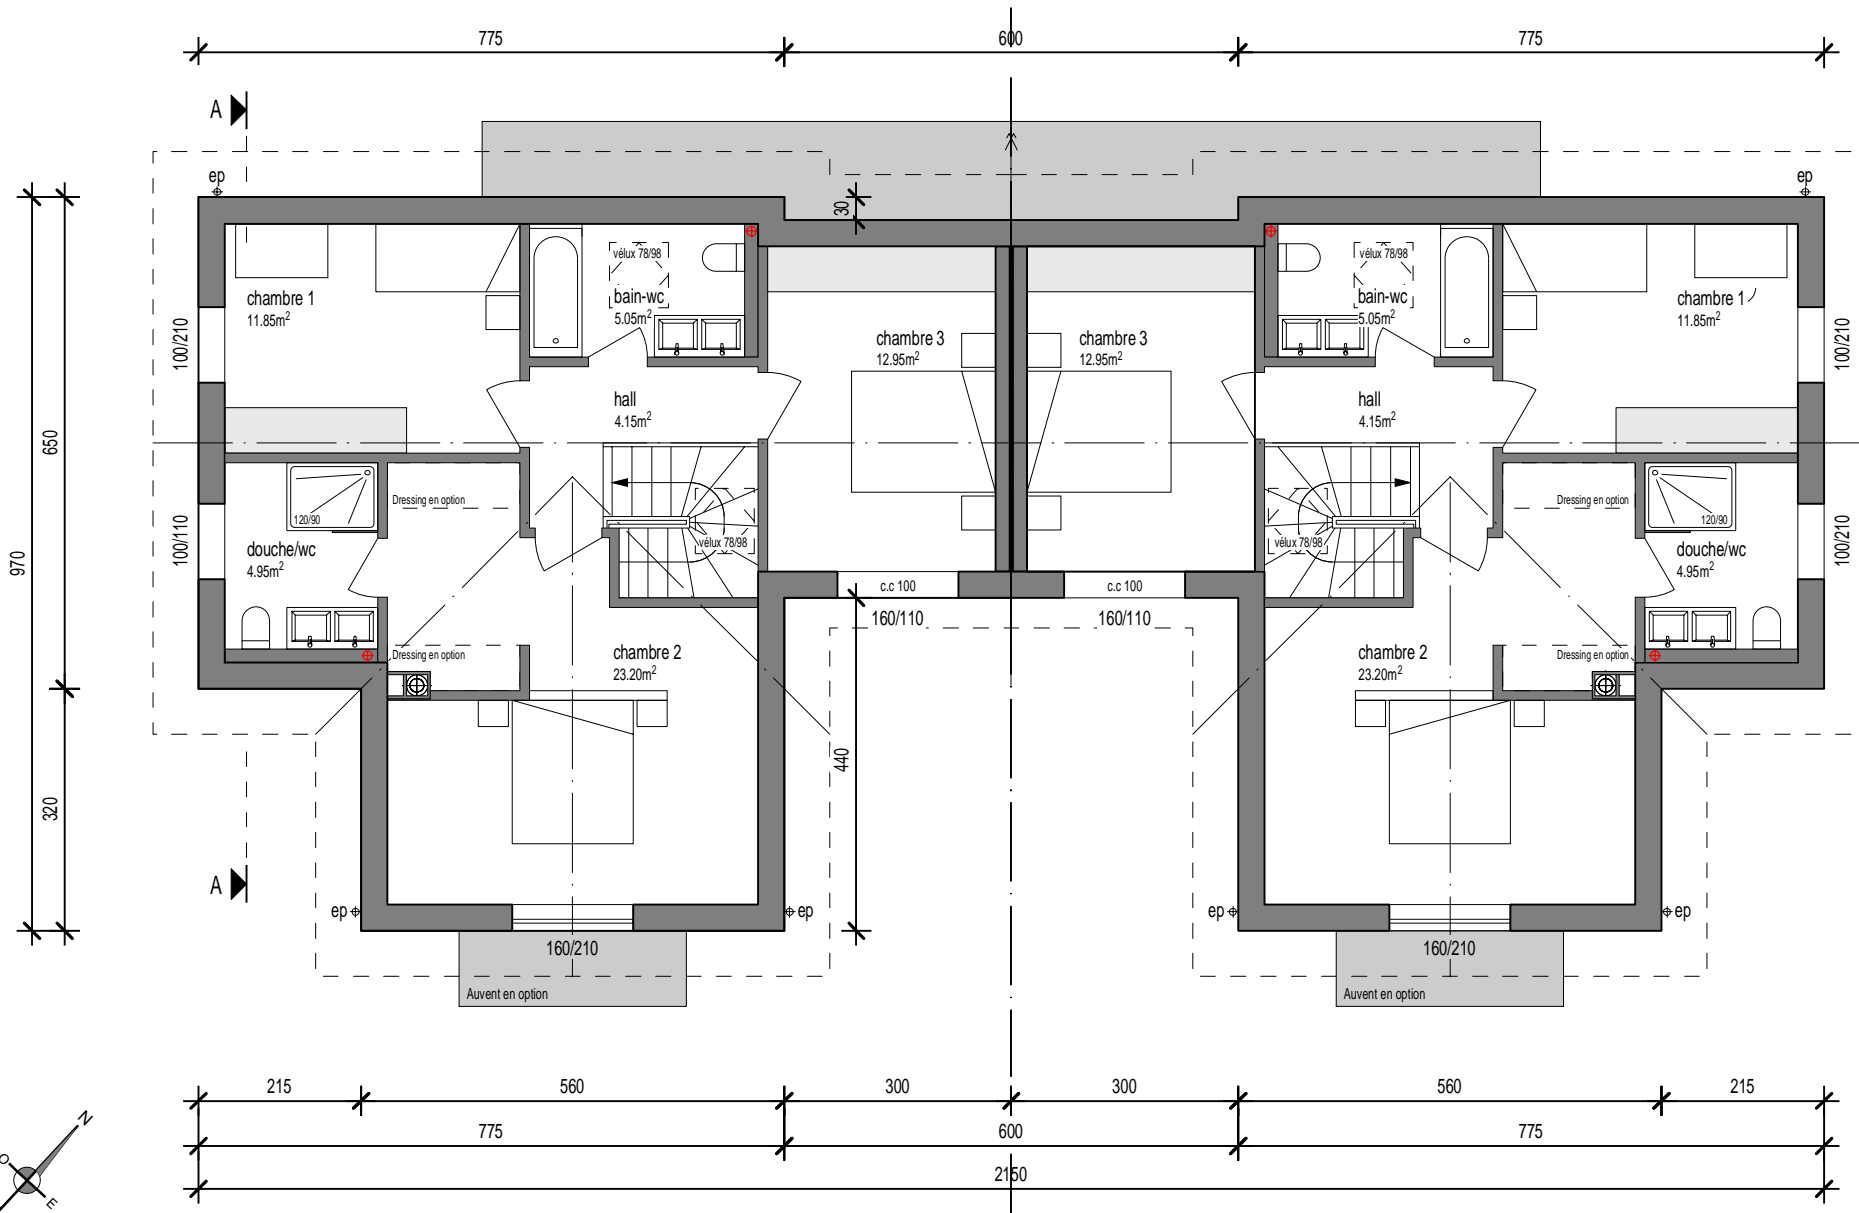 775
600
775
A
ep
ep
30
chambre 1
11.85m²
vélux 78/98
bain-wc
5.05m²
chambre 3
12.95m²
chambre 3
12.95m²
vélux 78/98
bain-wc
5.05m²
chambre 1
11.85m²
100/210
100/210
hall
4.15m²
hall
4.15m²
650
970
Dressing en option
120/90
100/110
douche/wc
4.95m²
vélux 78/98
vélux 78/98
Dressing en option
120/90
douche/wc
4.95m²
100/210
c.c 100
160/110
c.c 100
160/110
Dressing en option
chambre 2
23.20m²
chambre 2
23.20m²
Dressing en option
320
440
A
ep
ep
ep
ep
160/210
Auvent en option
160/210
Auvent en option
215
560
300
300
560
215
775
600
775
2150
N
O
E